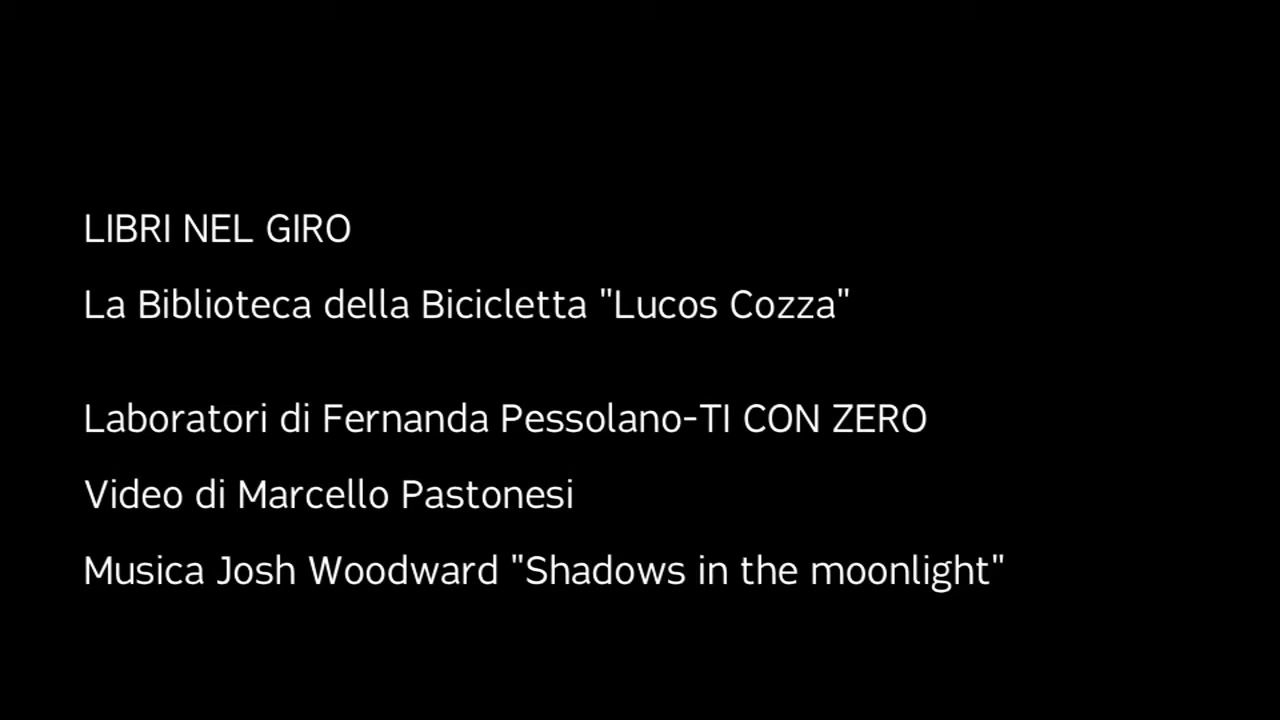 LIBRI NEL GIRO
La Biblioteca della Bicicletta "Lucos Cozza"
Laboratori di Fernanda Pessolano-TI CON ZERO
Video di Marcello Pastonesi
Musica Josh Woodward "Shadows in the moonlight"